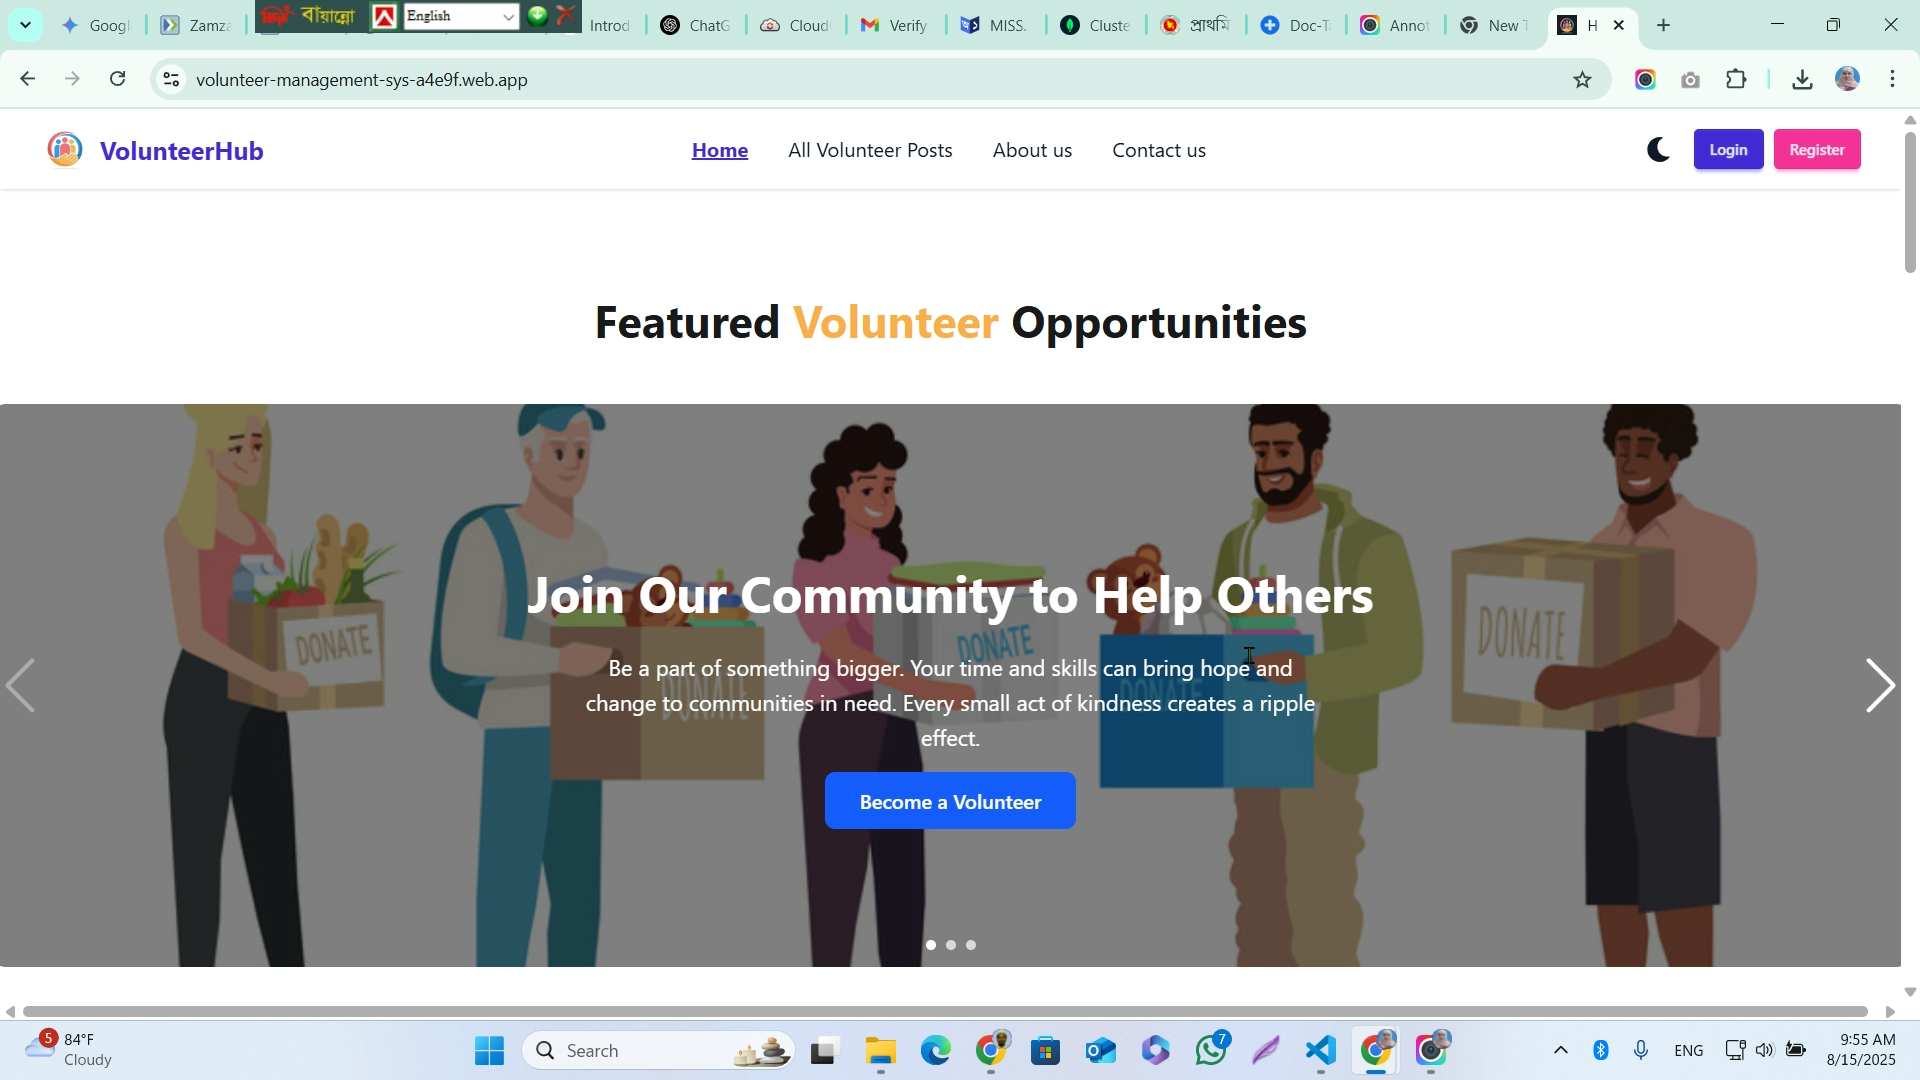 Googl
Zamza
বায়ান্নো
English
Introd
ChatG
Cloud
Verify
MISS.
Cluste
প্রাথমি
Doc-Ta
Annot
New T
H
volunteer-management-sys-a4e9f.web.app
VolunteerHub
Home
All Volunteer Posts
About us
Contact us
Login
Register
Featured Volunteer Opportunities
DONATE
DONATE
DONATE
DONATE
DONATE
Join Our Community to Help Others
Be a part of something bigger. Your time and skills can bring hope and
change to communities in need. Every small act of kindness creates a ripple
effect.
Become a Volunteer
5
84°F
Cloudy
Search
7
ENG
9:55 AM
8/15/2025